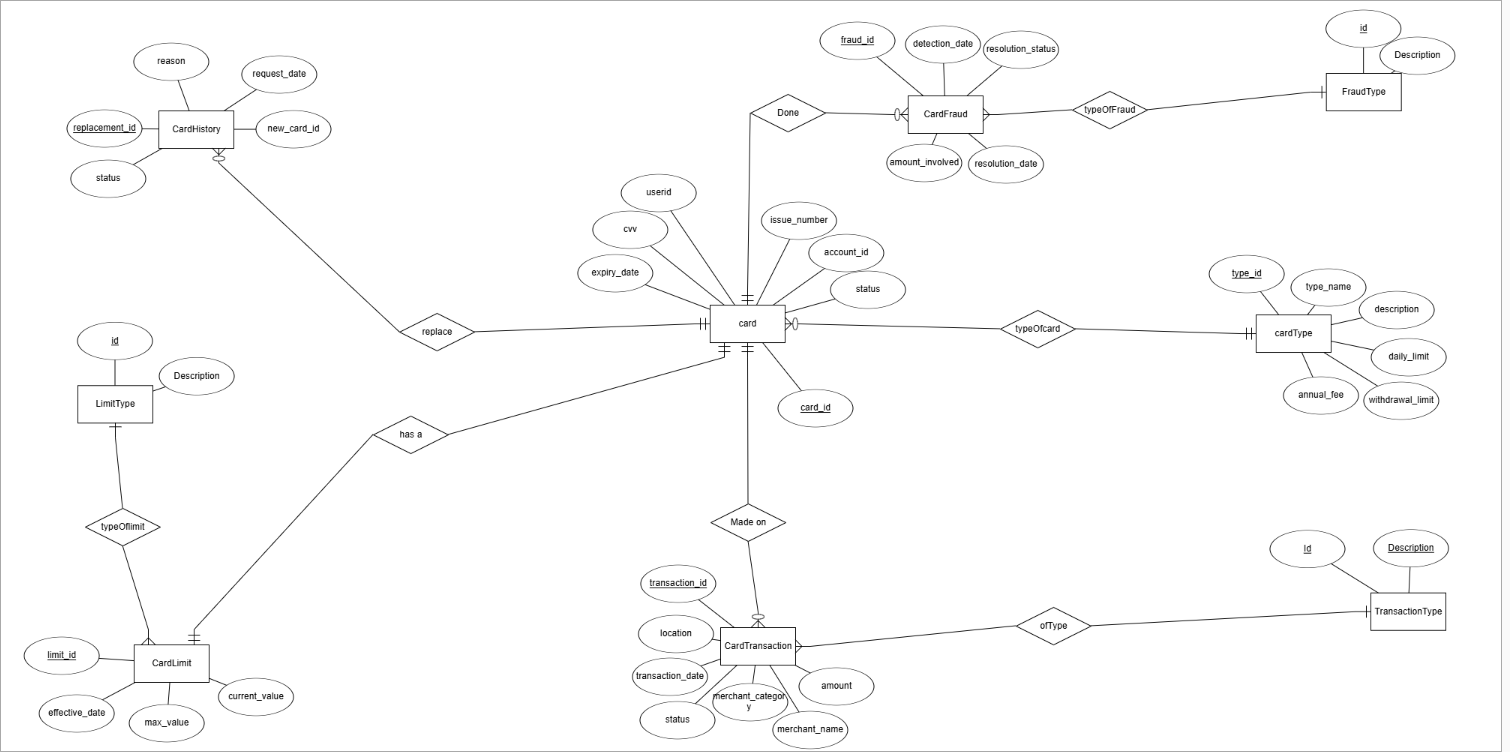 id
fraud_id
detection_date
resolution_status
Description
reason
request_date
FraudType
Done
typeOfFraud
CardFraud
replacement_id
CardHistory
new_card_id
amount_involved
resolution_date
status
userid
issue_number
cvv
account_id
expiry_date
status
type_id
type_name
description
card
replace
typeOfcard
cardType
id
daily_limit
Description
annual_fee
withdrawal_limit
LimitType
card_id
has a
Made on
typeOflimit
Id
Description
transaction_id
TransactionType
location
ofType
CardTransaction
limit_id
CardLimit
transaction_date
amount
merchant_categor
y
current_value
effective_date
max_value
status
merchant_name